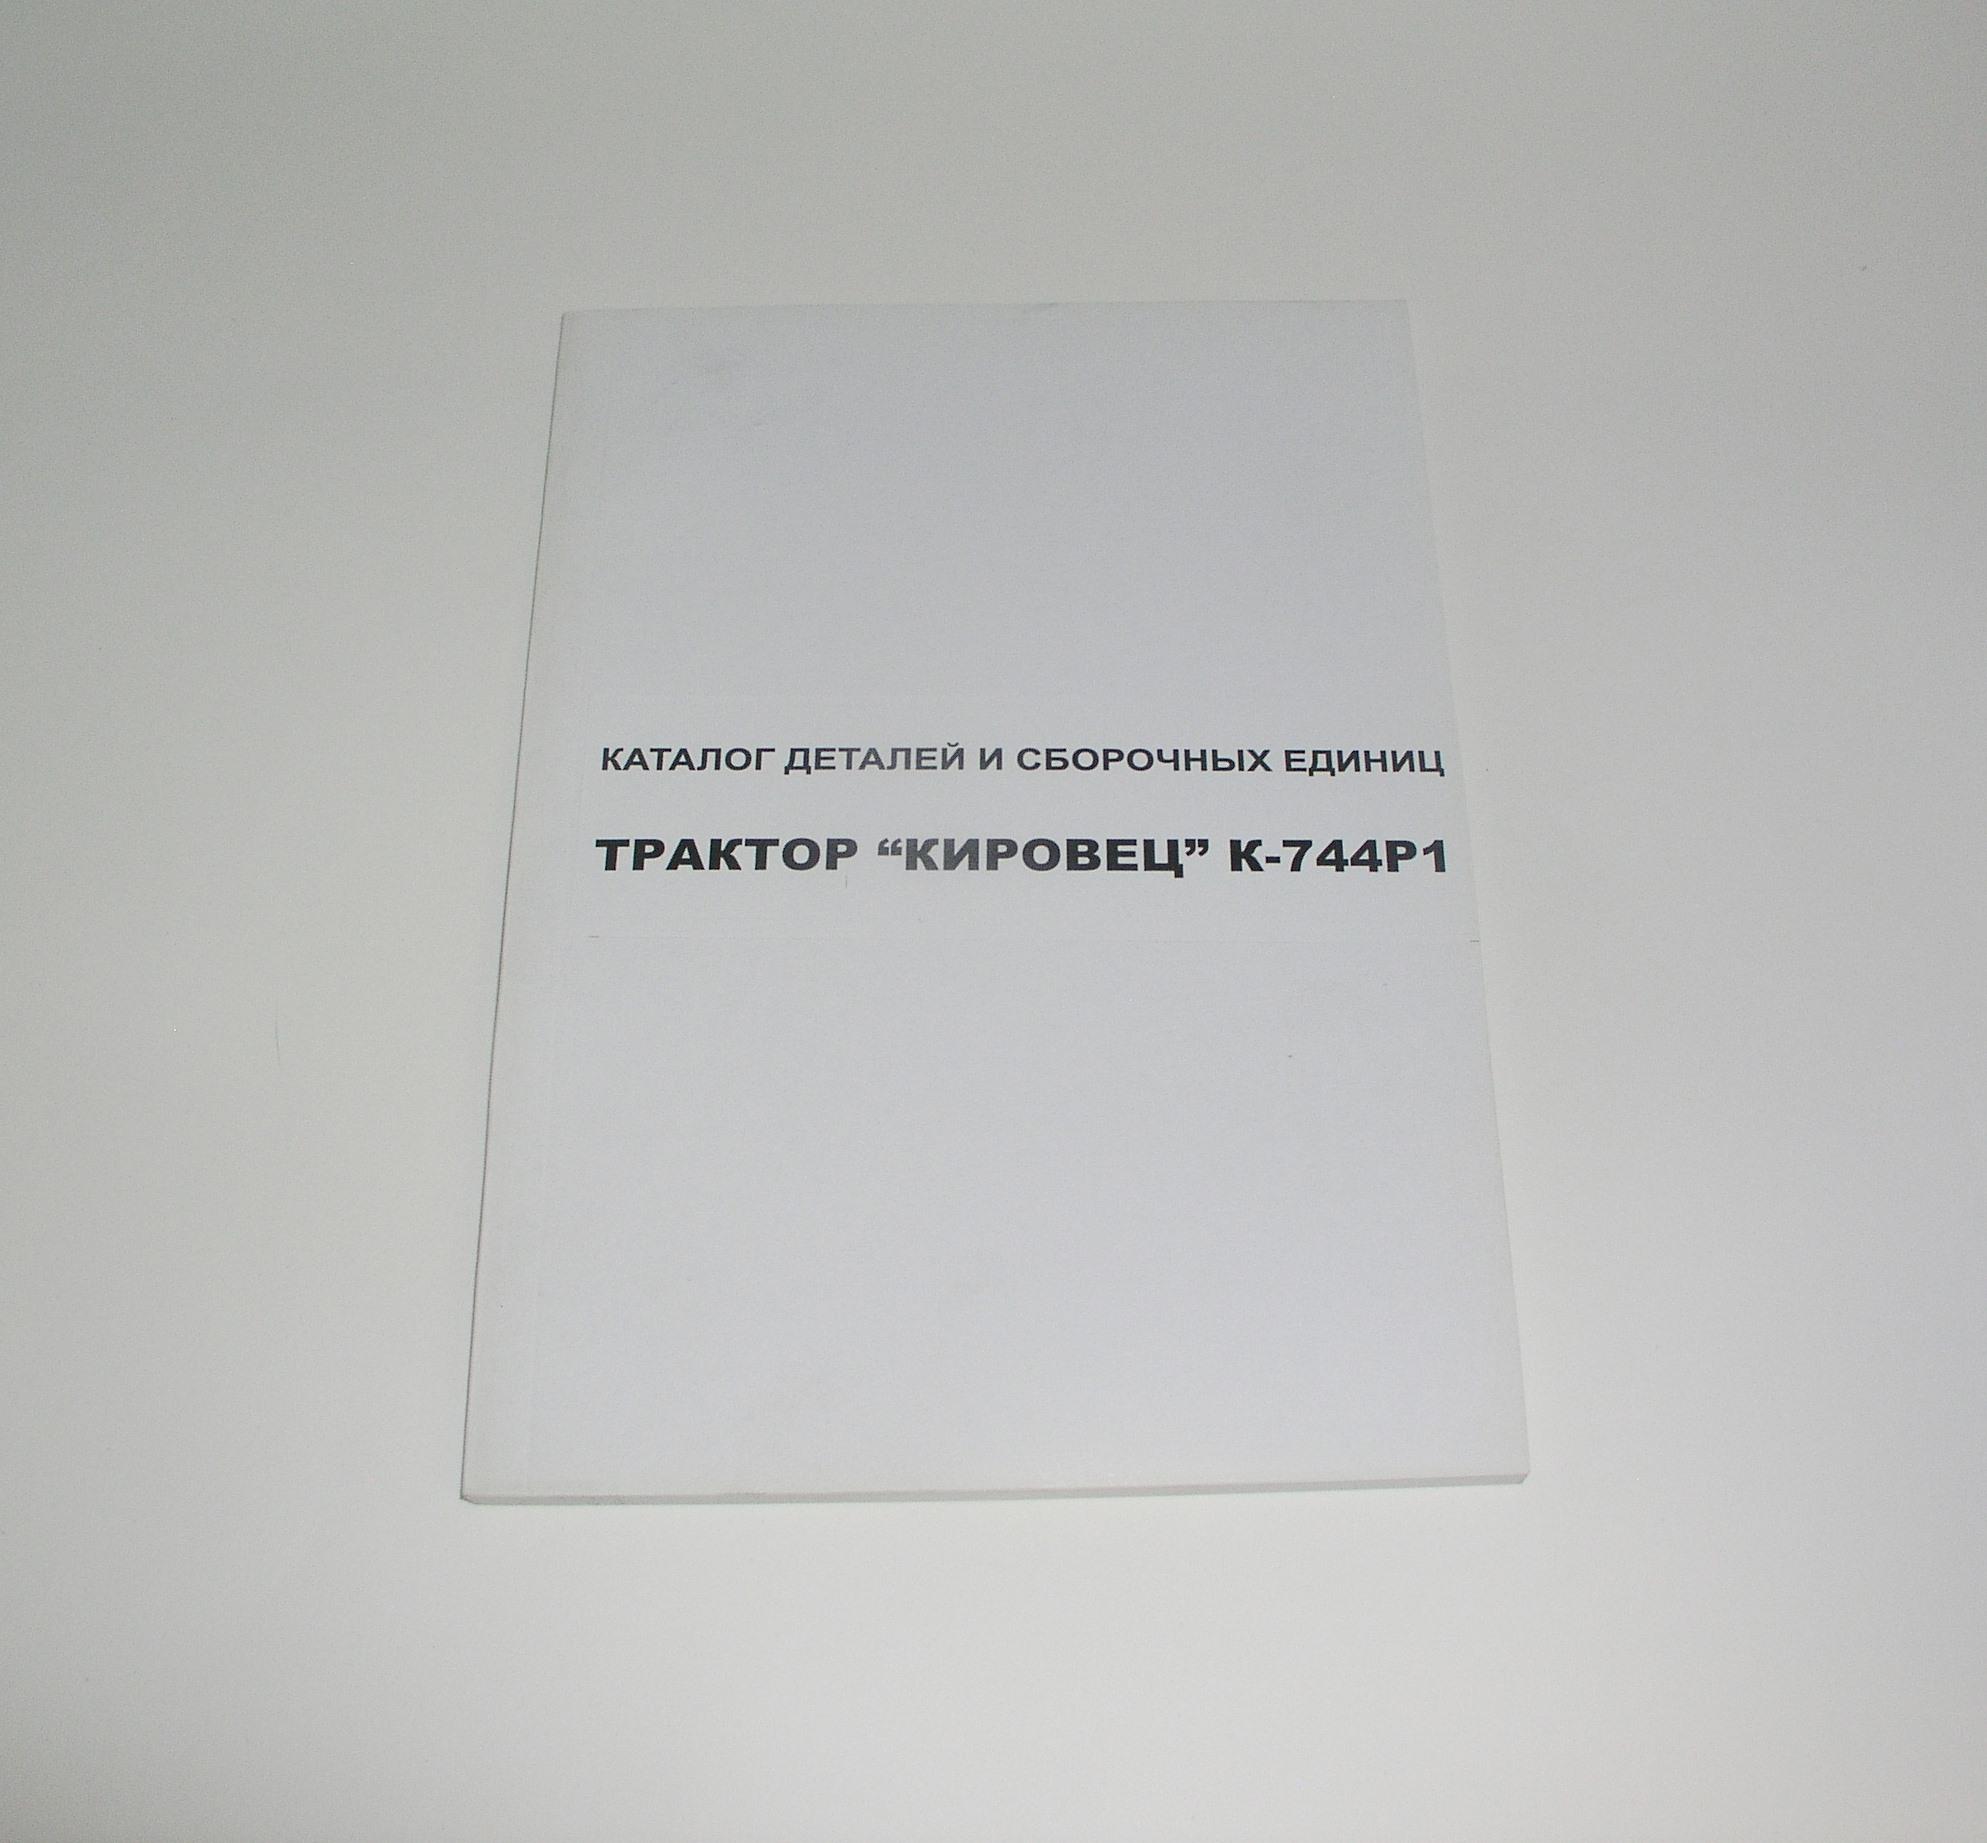 КАТАЛОГ ДЕТАЛЕЙ И СБОРОЧНЫХ ЕДИНИЦ
ТРАКТОР “КИРОВЕЦ” К-744Р1